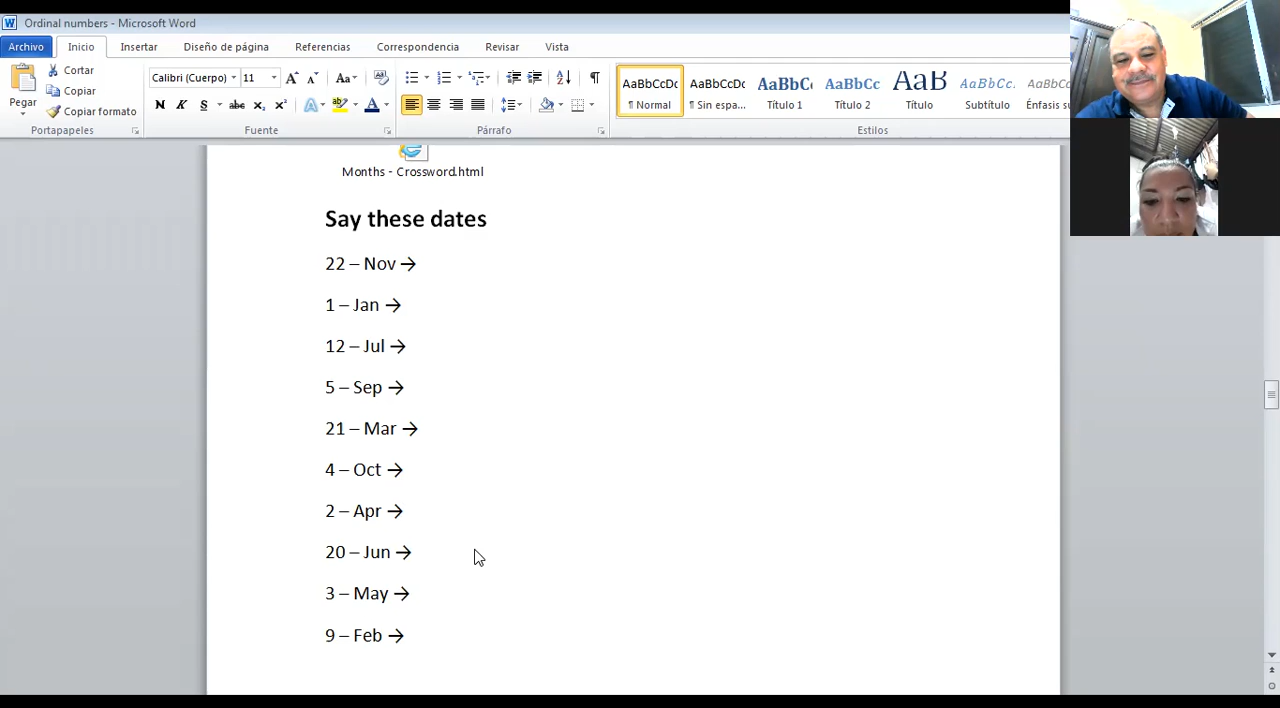 Ordinal numbers - Microsoft Word
Archivo Inicio Insertar Diseño de página Referencias Correspondencia Revisar Vista
Pegar
Cortar
Copiar
Copiar formato
Portapapeles
Calibri (Cuerpo) 11
N K S abc x₂ x²
Fuente
Párrafo
AaBbCcDc AaBbCcDc AaBbC AaBbCc AaB AaBbCc. AaBbCc
¶ Normal ¶ Sin espa... Título 1 Título 2 Título Subtítulo Énfasis su
Estilos
Months - Crossword.html
Say these dates
22 – Nov →
1 – Jan →
12 – Jul →
5 – Sep →
21 – Mar →
4 – Oct →
2 – Apr →
20 – Jun →
3 – May →
9 – Feb →